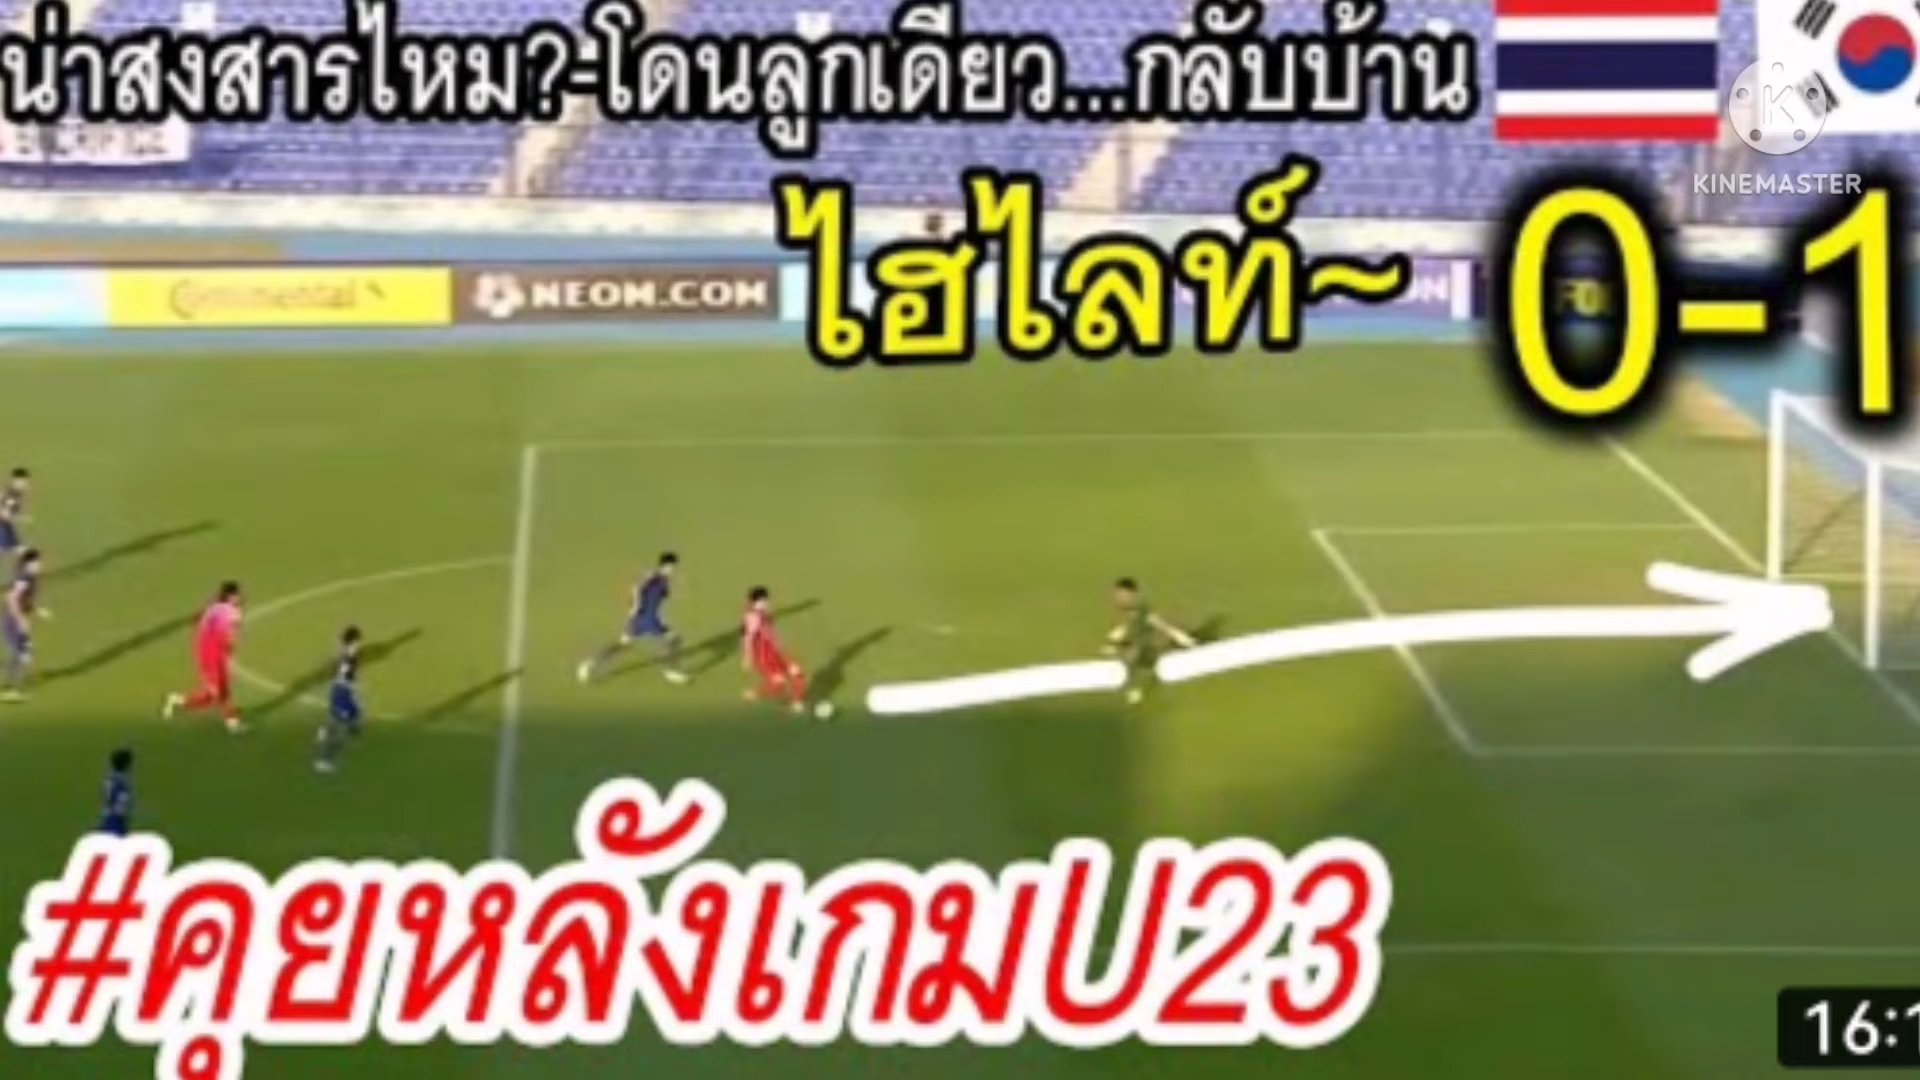 น่าสงสารไหม?-โดนลูกเดียว...กลับบ้าน
KINEMASTER
ไฮไลท์~ 0-1
Continental
NEOM.COM
#คุยหลังเกมU23
16:1